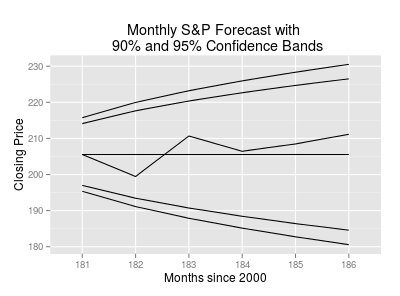 Monthly S&P Forecast with
90% and 95% Confidence Bands
Closing Price
230
220
210
200
190
180
181 182 183 184 185 186
Months since 2000